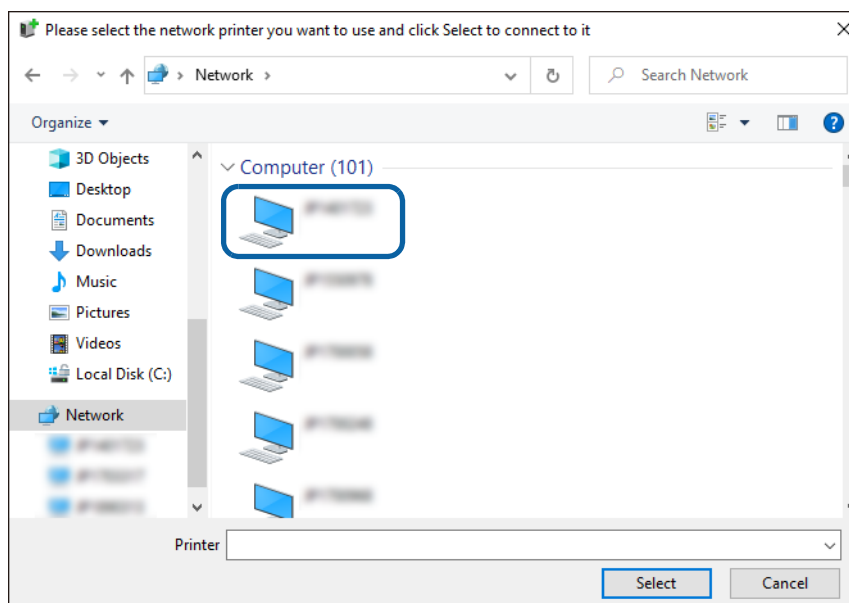 Please select the network printer you want to use and click Select to connect to it
Network
Search Network
Organize
3D Objects
Desktop
Documents
Downloads
Music
Pictures
Videos
Local Disk (C:)
Network
Computer (101)
Printer
Select
Cancel